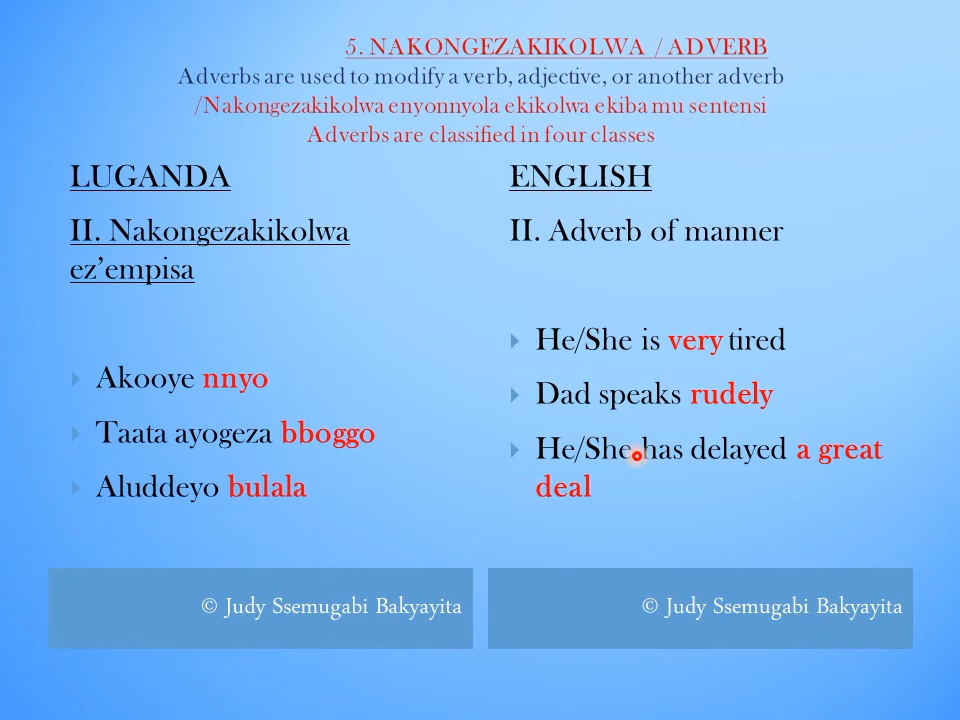 5. NAKONGEZAKIKOLWA / ADVERB
Adverbs are used to modify a verb, adjective, or another adverb
/Nakongezakikolwa enyonnyola ekikolwa ekiba mu sentensi
Adverbs are classified in four classes
LUGANDA
II. Nakongezakikolwa
ez’empisa
Akooye nnyo
Taata ayogeza bboggo
Aluddeyo bulala
ENGLISH
II. Adverb of manner
He/She is very tired
Dad speaks rudely
He/She has delayed a great
deal
© Judy Ssemugabi Bakyayita
© Judy Ssemugabi Bakyayita